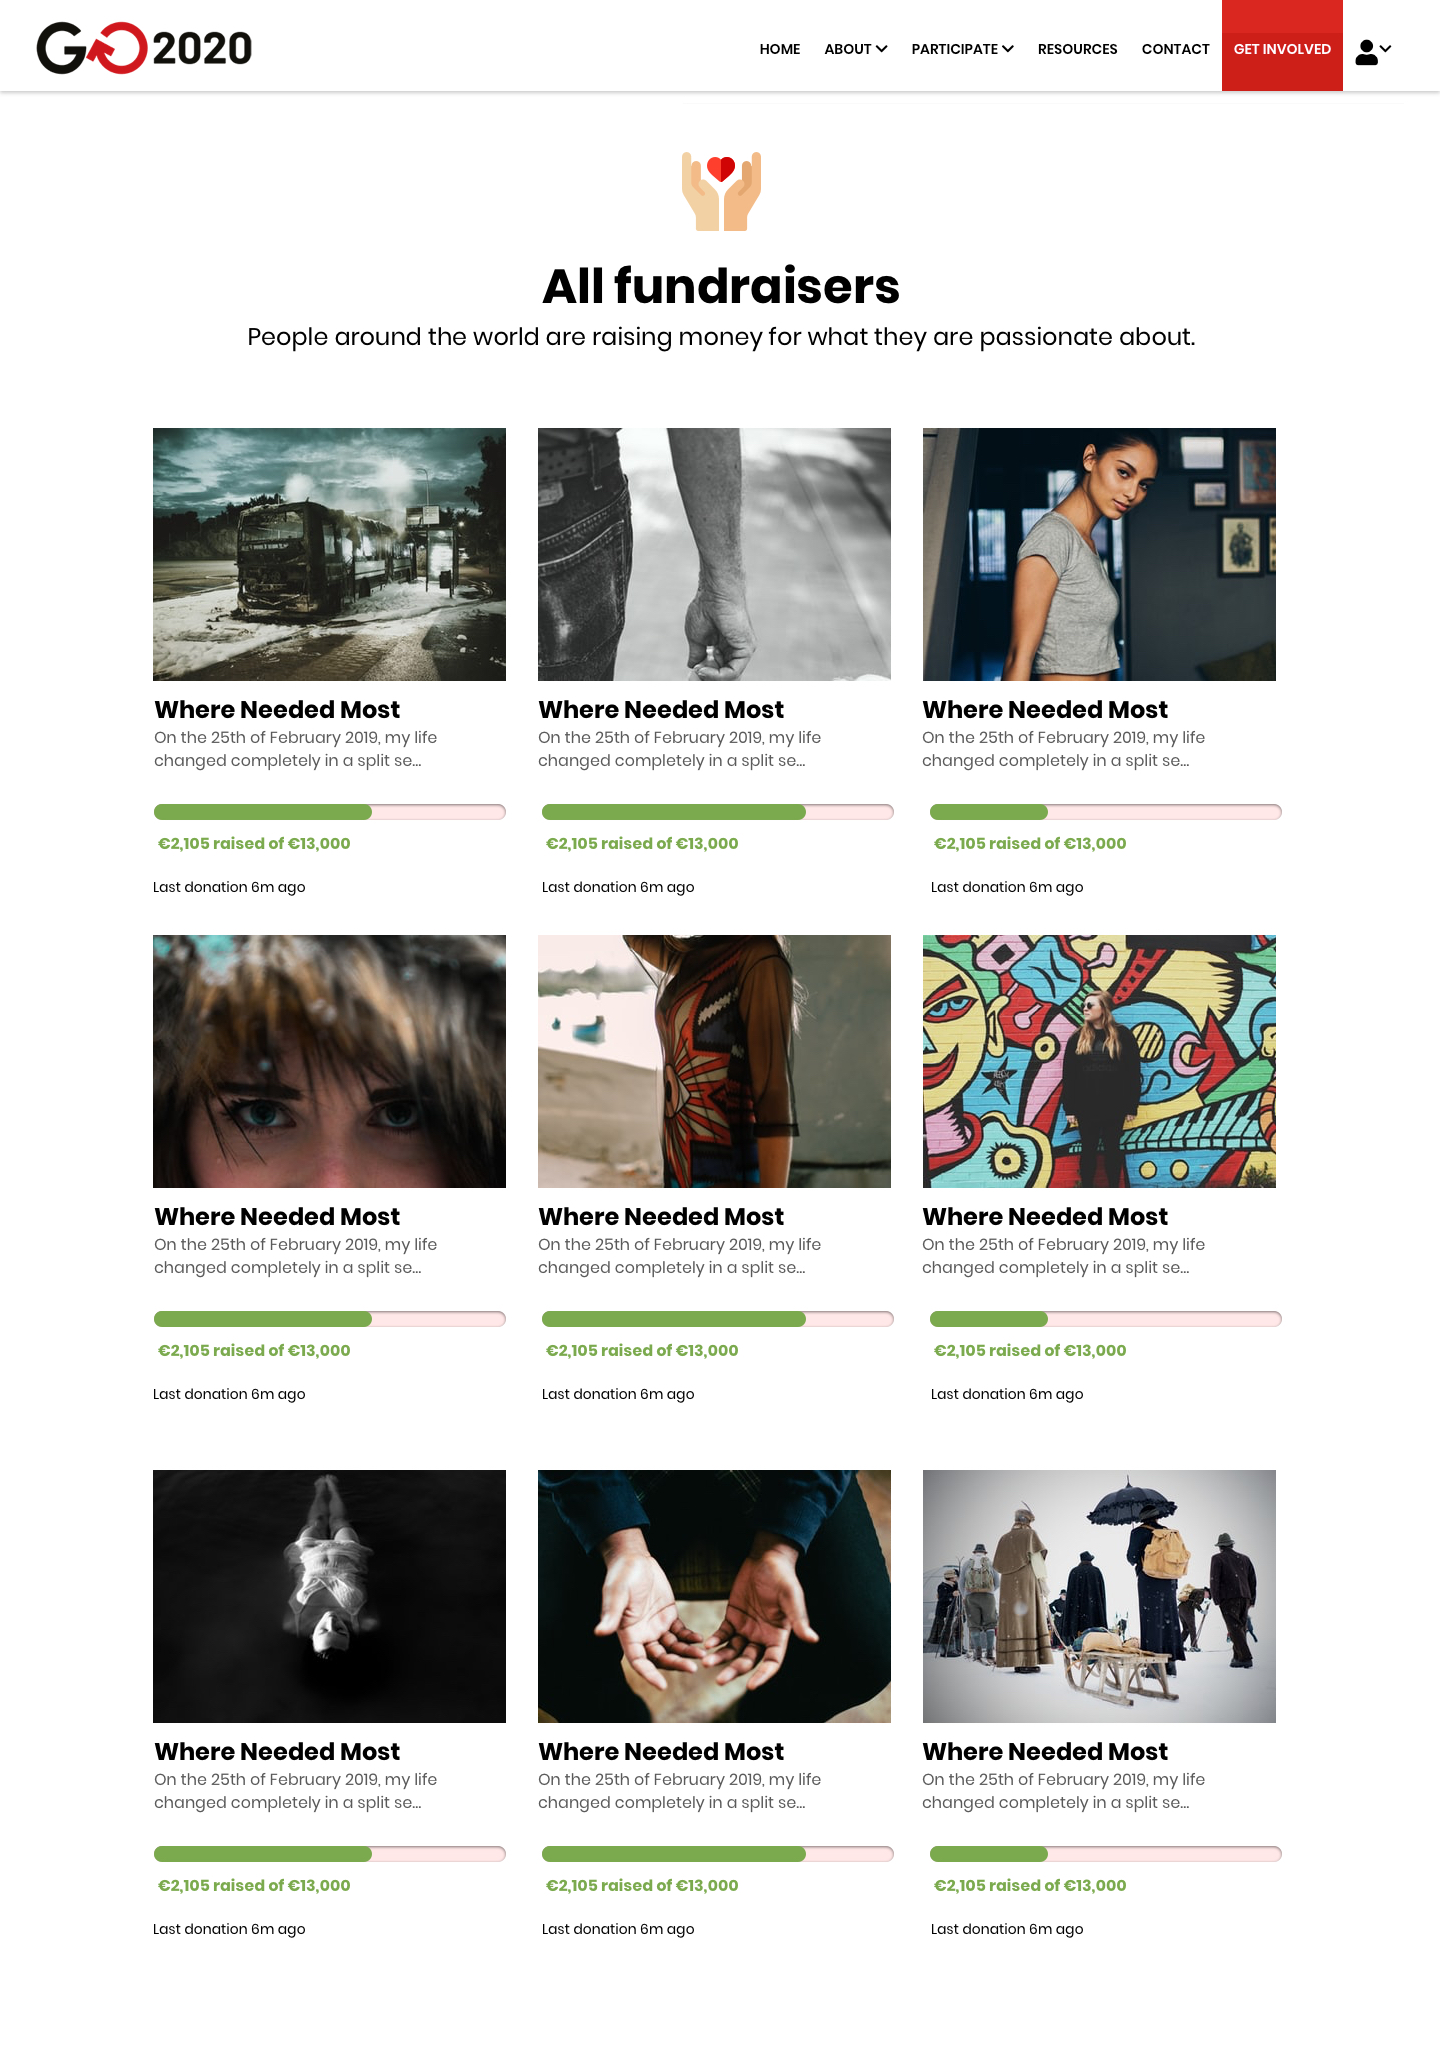 GO2020
HOME ABOUT PARTICIPATE RESOURCES CONTACT GET INVOLVED
All fundraisers
People around the world are raising money for what they are passionate about.
Where Needed Most
On the 25th of February 2019, my life
changed completely in a split se...
€2,105 raised of €13,000
Last donation 6m ago
Where Needed Most
On the 25th of February 2019, my life
changed completely in a split se...
€2,105 raised of €13,000
Last donation 6m ago
Where Needed Most
On the 25th of February 2019, my life
changed completely in a split se...
€2,105 raised of €13,000
Last donation 6m ago
Where Needed Most
On the 25th of February 2019, my life
changed completely in a split se...
€2,105 raised of €13,000
Last donation 6m ago
Where Needed Most
On the 25th of February 2019, my life
changed completely in a split se...
€2,105 raised of €13,000
Last donation 6m ago
Where Needed Most
On the 25th of February 2019, my life
changed completely in a split se...
€2,105 raised of €13,000
Last donation 6m ago
Where Needed Most
On the 25th of February 2019, my life
changed completely in a split se...
€2,105 raised of €13,000
Last donation 6m ago
Where Needed Most
On the 25th of February 2019, my life
changed completely in a split se...
€2,105 raised of €13,000
Last donation 6m ago
Where Needed Most
On the 25th of February 2019, my life
changed completely in a split se...
€2,105 raised of €13,000
Last donation 6m ago